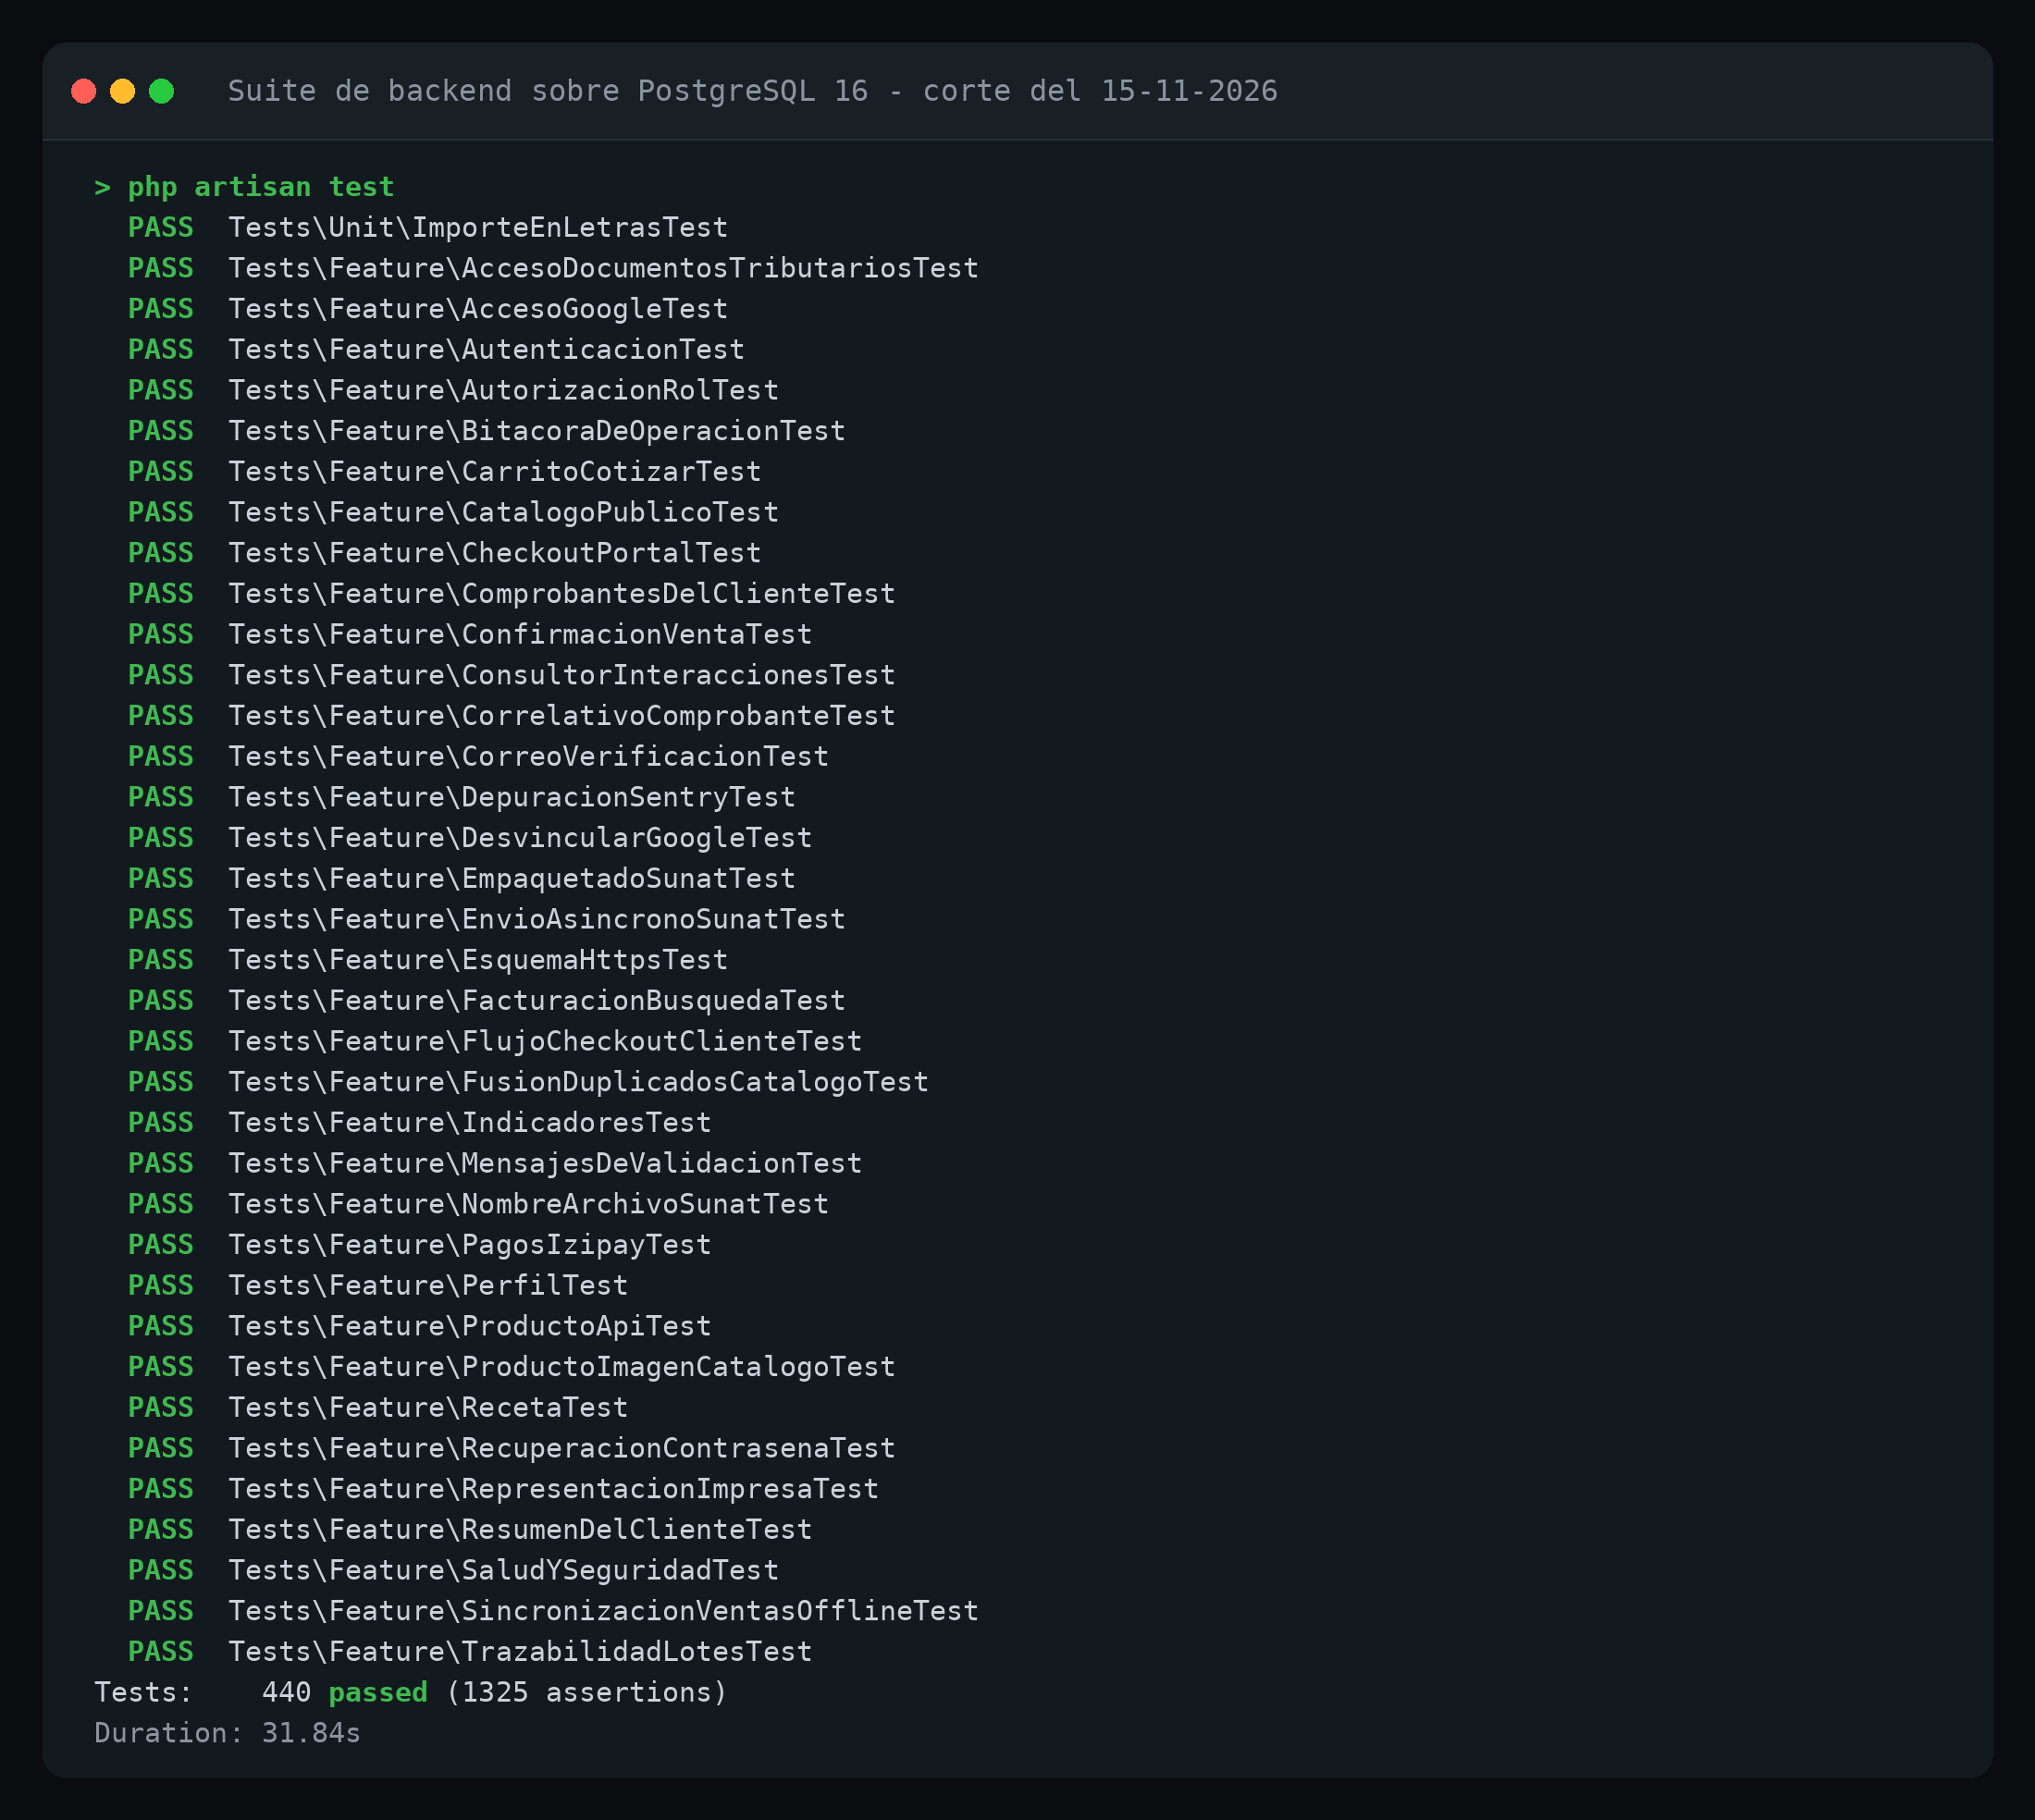 Suite de backend sobre PostgreSQL 16 - corte del 15-11-2026
> php artisan test
PASS  Tests\Unit\ImporteEnLetrasTest
PASS  Tests\Feature\AccesoDocumentosTributariosTest
PASS  Tests\Feature\AccesoGoogleTest
PASS  Tests\Feature\AutenticacionTest
PASS  Tests\Feature\AutorizacionRolTest
PASS  Tests\Feature\BitacoraDeOperacionTest
PASS  Tests\Feature\CarritoCotizarTest
PASS  Tests\Feature\CatalogoPublicoTest
PASS  Tests\Feature\CheckoutPortalTest
PASS  Tests\Feature\ComprobantesDelClienteTest
PASS  Tests\Feature\ConfirmacionVentaTest
PASS  Tests\Feature\ConsultorInteraccionesTest
PASS  Tests\Feature\CorrelativoComprobanteTest
PASS  Tests\Feature\CorreoVerificacionTest
PASS  Tests\Feature\DepuracionSentryTest
PASS  Tests\Feature\DesvincularGoogleTest
PASS  Tests\Feature\EmpaquetadoSunatTest
PASS  Tests\Feature\EnvioAsincronoSunatTest
PASS  Tests\Feature\EsquemaHttpsTest
PASS  Tests\Feature\FacturacionBusquedaTest
PASS  Tests\Feature\FlujoCheckoutClienteTest
PASS  Tests\Feature\FusionDuplicadosCatalogoTest
PASS  Tests\Feature\IndicadoresTest
PASS  Tests\Feature\MensajesDeValidacionTest
PASS  Tests\Feature\NombreArchivoSunatTest
PASS  Tests\Feature\PagosIzipayTest
PASS  Tests\Feature\PerfilTest
PASS  Tests\Feature\ProductoApiTest
PASS  Tests\Feature\ProductoImagenCatalogoTest
PASS  Tests\Feature\RecetaTest
PASS  Tests\Feature\RecuperacionContrasenaTest
PASS  Tests\Feature\RepresentacionImpresaTest
PASS  Tests\Feature\ResumenDelClienteTest
PASS  Tests\Feature\SaludYSeguridadTest
PASS  Tests\Feature\SincronizacionVentasOfflineTest
PASS  Tests\Feature\TrazabilidadLotesTest
Tests:    440 passed (1325 assertions)
Duration: 31.84s